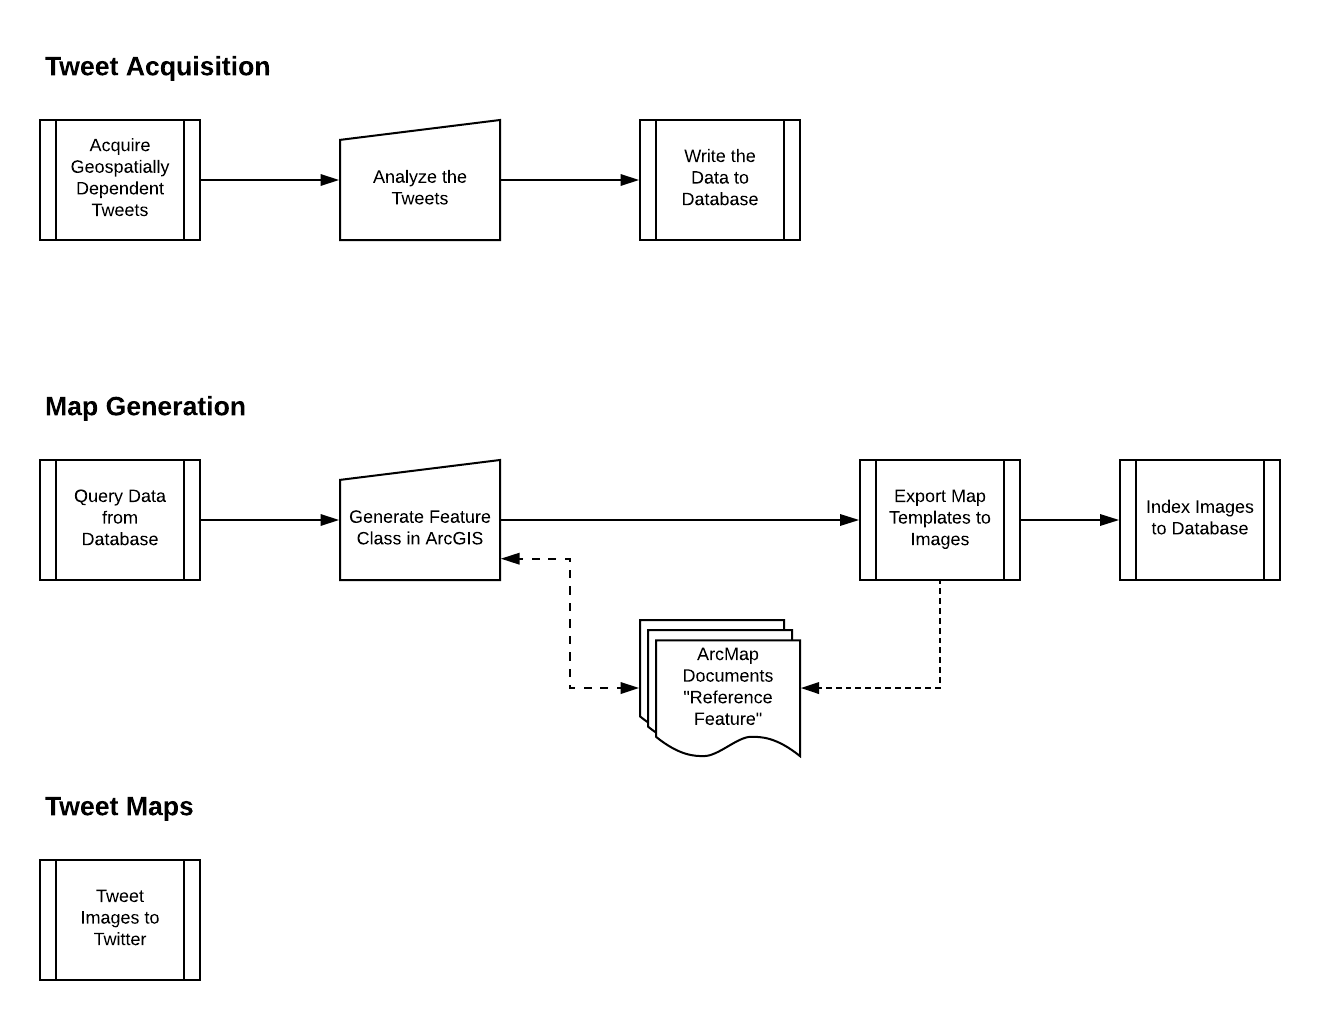 Tweet Acquisition
Acquire
Geospatially
Dependent
Tweets
Analyze the
Tweets
Write the
Data to
Database
Map Generation
Query Data
from
Database
Generate Feature
Class in ArcGIS
Export Map
Templates to
Images
Index Images
to Database
ArcMap
Documents
"Reference
Feature"
Tweet Maps
Tweet
Images to
Twitter